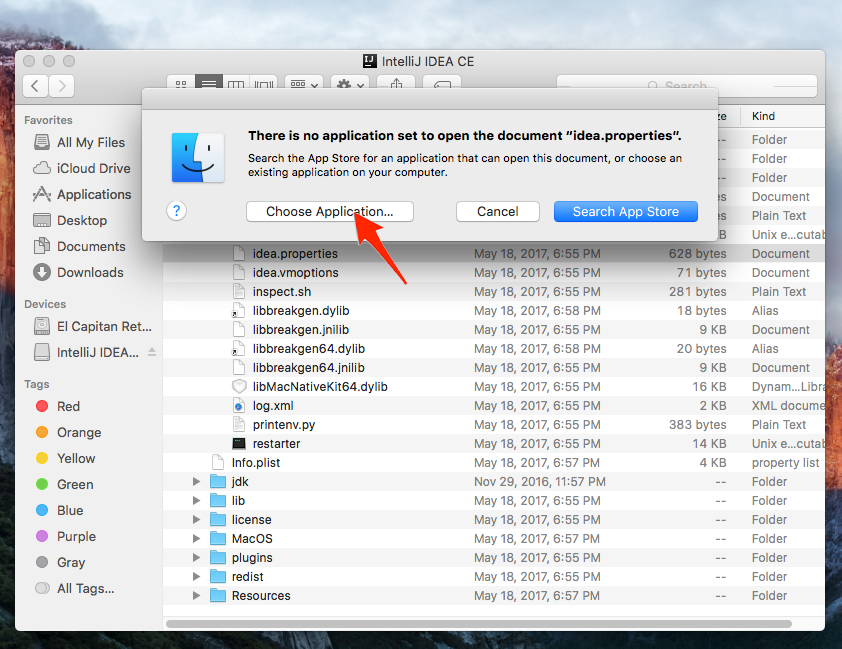 IntelliJ IDEA CE
Search
Favorites
All My Files
iCloud Drive
Applications
Desktop
Documents
Downloads
Devices
El Capitan Ret...
IntelliJ IDEA...
Tags
Red
Orange
Yellow
Green
Blue
Purple
Gray
All Tags...
There is no application set to open the document “idea.properties”.
Search the App Store for an application that can open this document, or choose an
existing application on your computer.
? Choose Application... Cancel Search App Store
ze Kind
-- Folder
-- Folder
-- Folder
Document
Plain Text
B Unix e...cutab
idea.properties May 18, 2017, 6:55 PM 628 bytes Document
idea.vmoptions May 18, 2017, 6:55 PM 71 bytes Document
inspect.sh May 18, 2017, 6:55 PM 281 bytes Plain Text
libbreakgen.dylib May 18, 2017, 6:58 PM 18 bytes Alias
libbreakgen.jnilib May 18, 2017, 6:55 PM 9 KB Document
libbreakgen64.dylib May 18, 2017, 6:58 PM 20 bytes Alias
libbreakgen64.jnilib May 18, 2017, 6:55 PM 9 KB Document
libMacNativeKit64.dylib May 18, 2017, 6:55 PM 16 KB Dynam...Libra
log.xml May 18, 2017, 6:55 PM 2 KB XML docume
printenv.py May 18, 2017, 6:55 PM 383 bytes Plain Text
restarter May 18, 2017, 6:55 PM 14 KB Unix e...cutab
Info.plist May 18, 2017, 6:57 PM 4 KB property list
jdk Nov 29, 2016, 11:57 PM -- Folder
lib May 18, 2017, 6:55 PM -- Folder
license May 18, 2017, 6:55 PM -- Folder
MacOS May 18, 2017, 6:57 PM -- Folder
plugins May 18, 2017, 6:55 PM -- Folder
redist May 18, 2017, 6:55 PM -- Folder
Resources May 18, 2017, 6:57 PM -- Folder